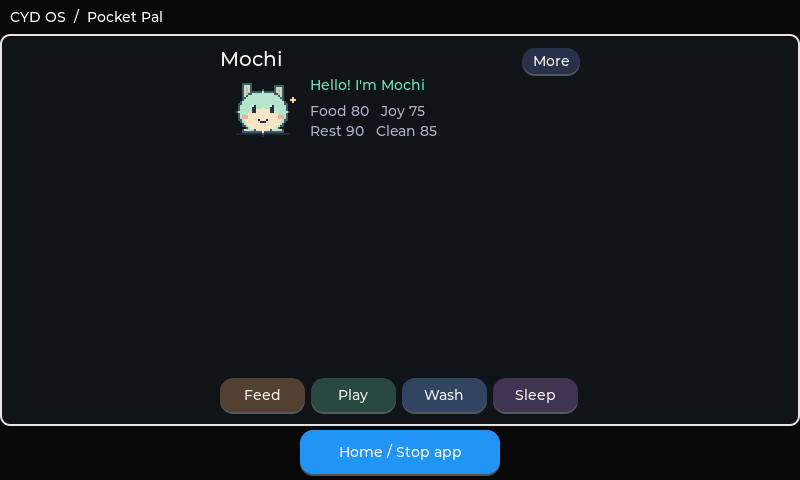 CYD OS / Pocket Pal
Mochi
More
Hello! I'm Mochi
Food 80 Joy 75
Rest 90 Clean 85
Feed
Play
Wash
Sleep
Home / Stop app